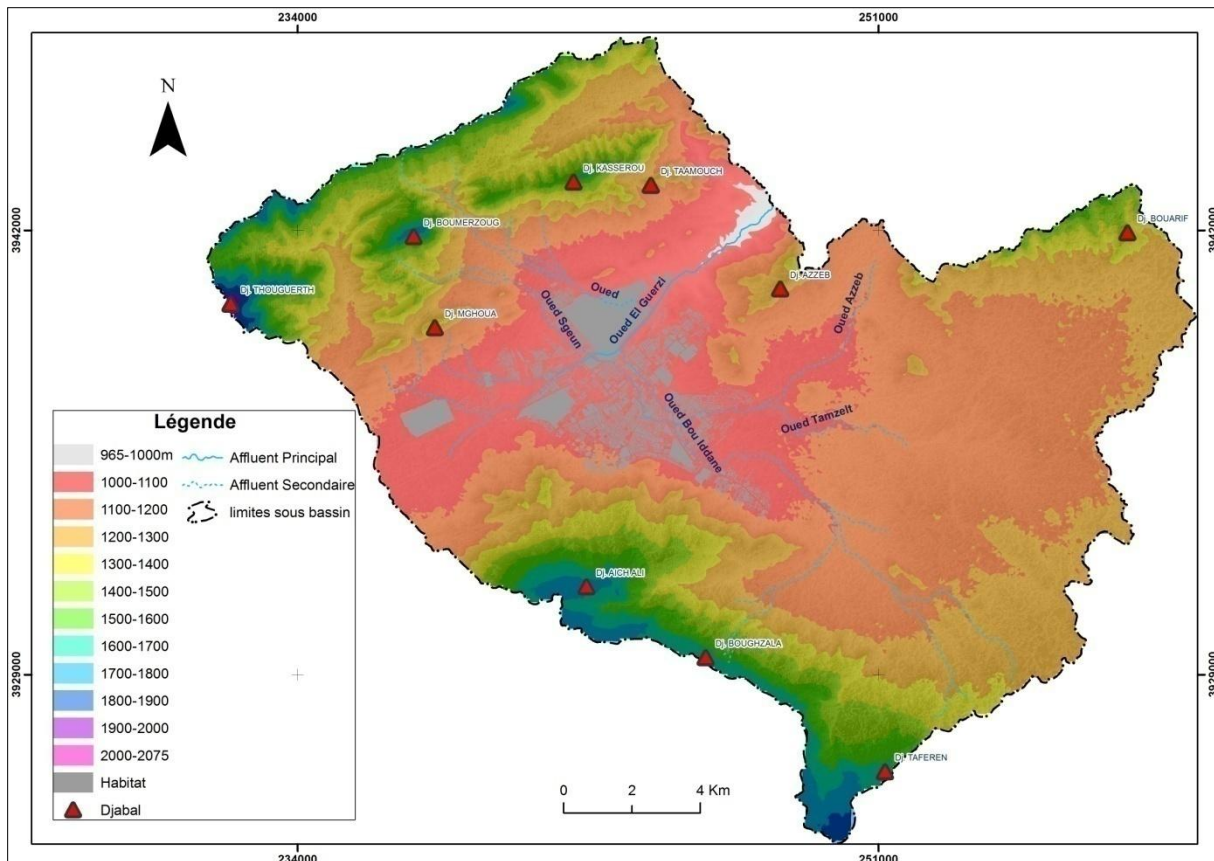 234000
251000
N
Dj. KASSEROU
Dj. TAAMOUCH
3942000
Dj. BOUMERZOUG
Dj. BOUARIF
3942000
Dj. THOUGUERTH
Dj. AZZEB
Oued
Oued Sgeun
Oued El Guerzi
Oued Azzeb
Dj. MGHOUA
Oued Bou Iddane
Oued Tamzelt
Légende
965-1000m
Affluent Principal
1000-1100
Affluent Secondaire
1100-1200
limites sous bassin
1200-1300
1300-1400
1400-1500
1500-1600
1600-1700
1700-1800
1800-1900
1900-2000
2000-2075
Habitat
Djabal
Dj. AICH ALI
Dj. BOUGHZALA
3929000
3929000
Dj. TAFEREN
0 2 4 Km
234000
251000